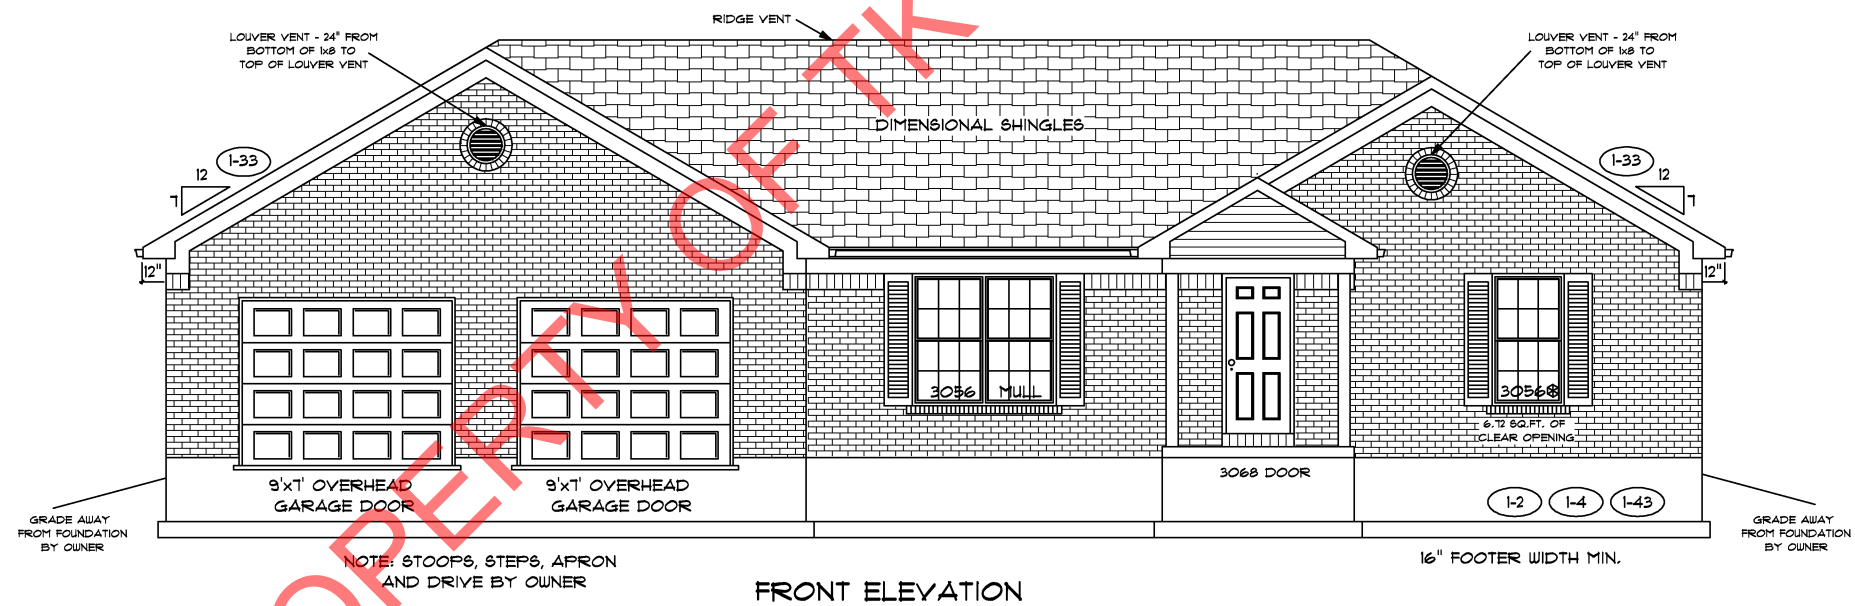 RIDGE VENT
LOUVER VENT - 24" FROM
BOTTOM OF 1x8 TO
TOP OF LOUVER VENT
LOUVER VENT - 24" FROM
BOTTOM OF 1x8 TO
TOP OF LOUVER VENT
DIMENSIONAL SHINGLES
1-33
12
7
12"
1-33
12
7
12"
3056
MULL
3056
6.72 SQ.FT. OF
CLEAR OPENING
3068 DOOR
9'x7' OVERHEAD
GARAGE DOOR
9'x7' OVERHEAD
GARAGE DOOR
1-2
1-4
1-43
GRADE AWAY
FROM FOUNDATION
BY OWNER
GRADE AWAY
FROM FOUNDATION
BY OWNER
NOTE: STOOPS, STEPS, APRON
AND DRIVE BY OWNER
16" FOOTER WIDTH MIN.
FRONT ELEVATION
OPERTY OF TK